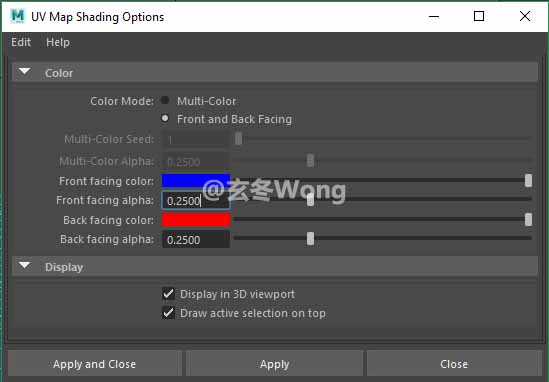 UV Map Shading Options
Edit Help
Color
Color Mode: Multi-Color
Front and Back Facing
Multi-Color Seed: 1
Multi-Color Alpha: 0.2500
Front facing color:
Front facing alpha: 0.2500
Back facing color:
Back facing alpha: 0.2500
@玄冬Wong
Display
Display in 3D viewport
Draw active selection on top
Apply and Close Apply Close